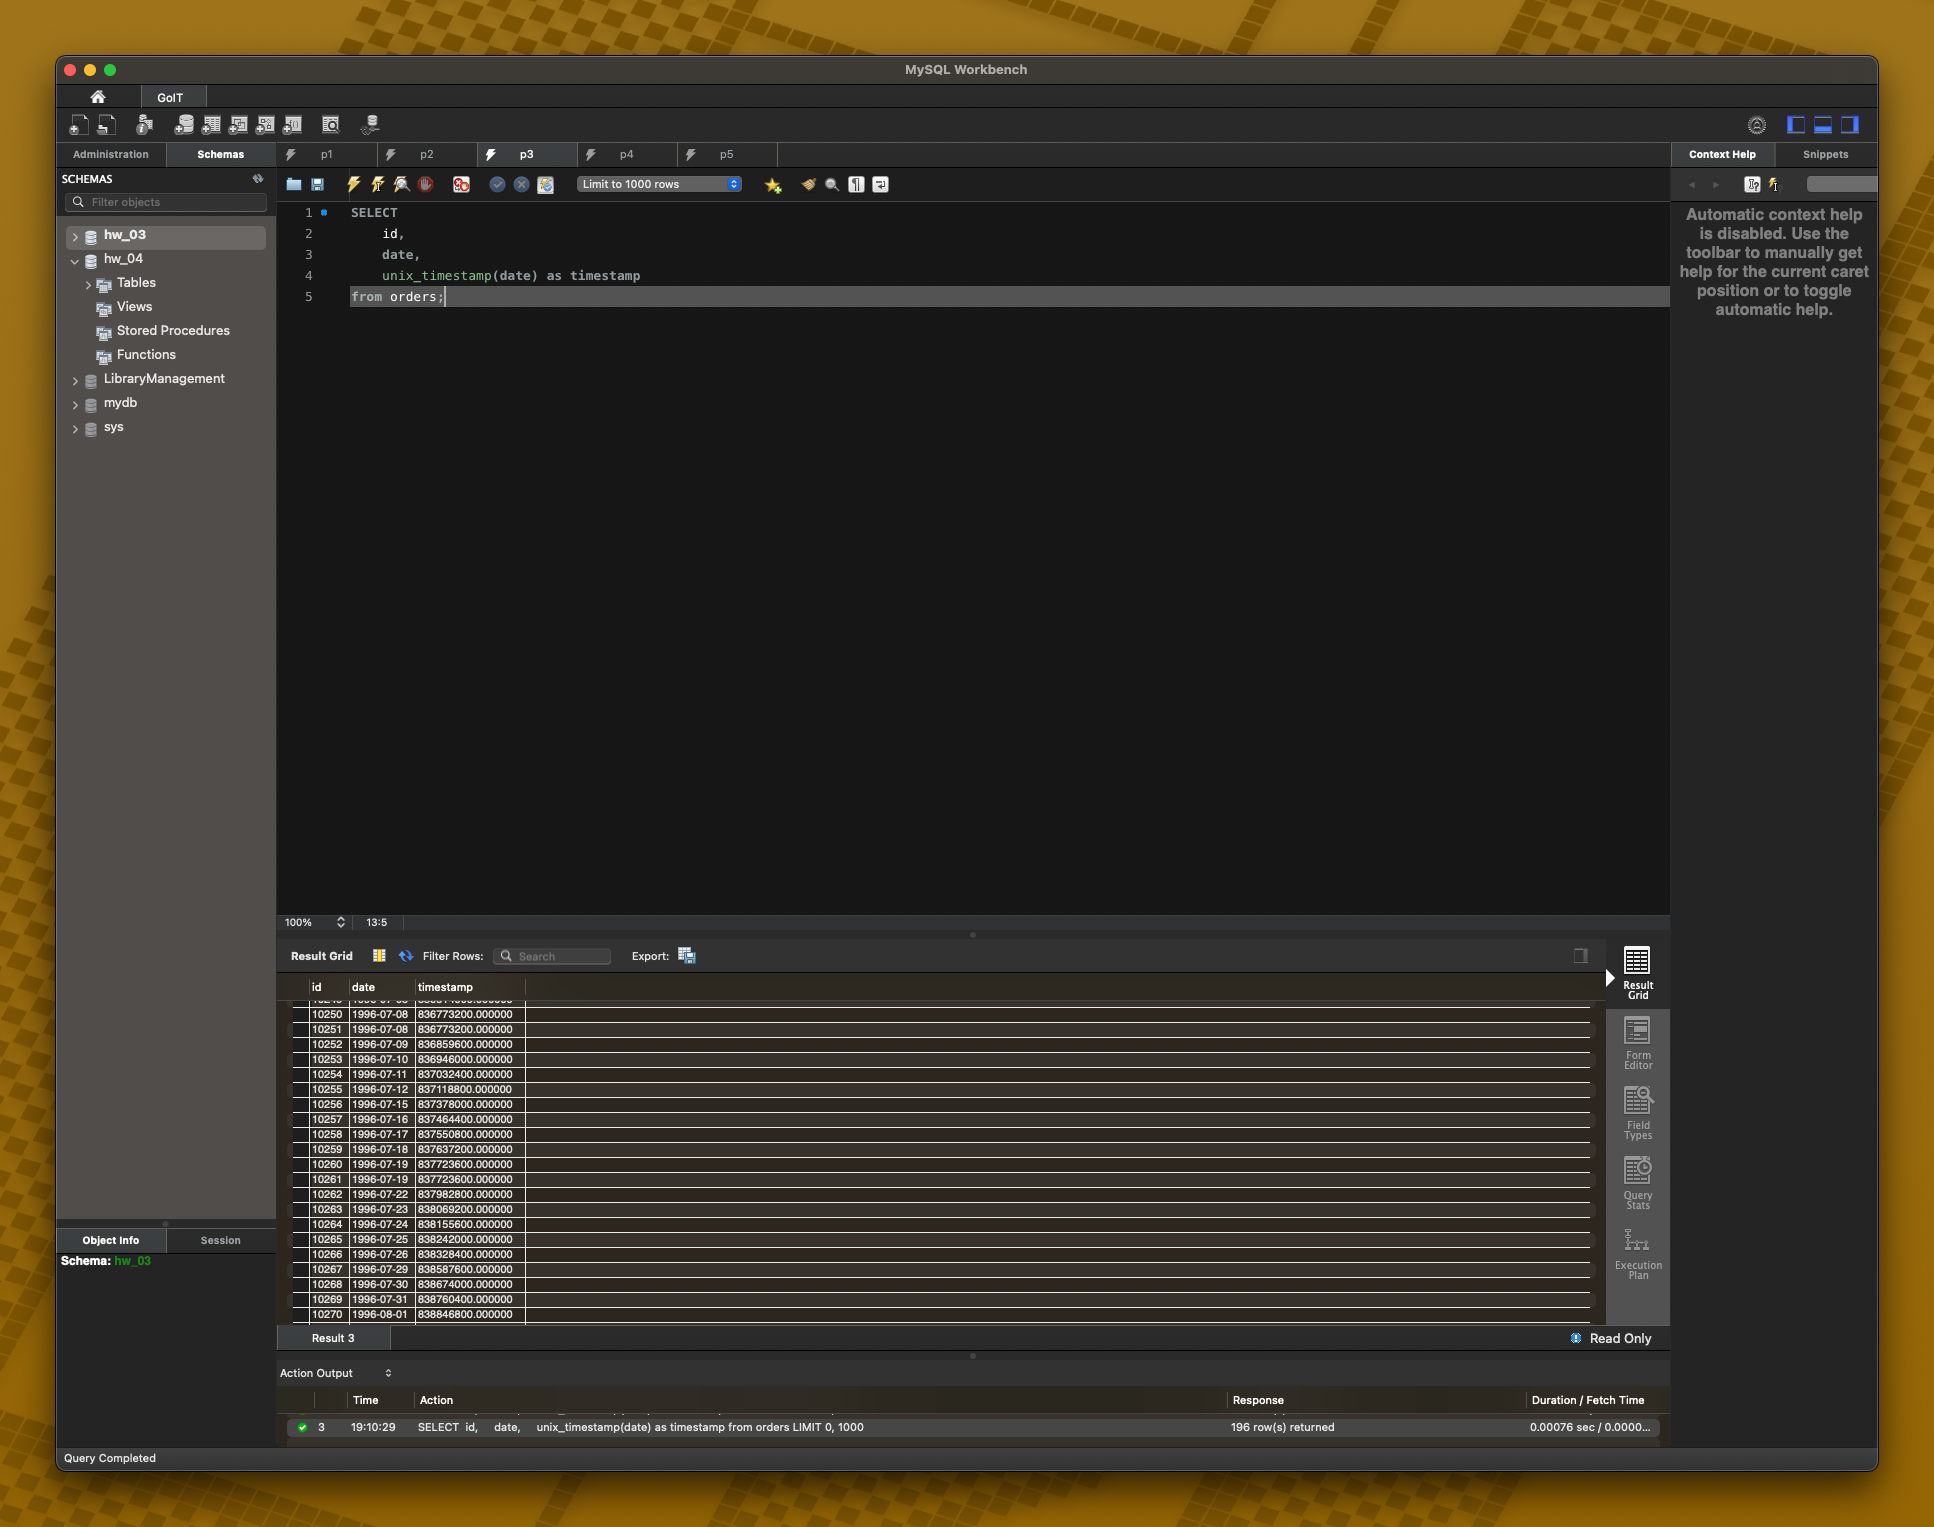 MySQL Workbench
GoIT
Administration
Schemas
p1
p2
p3
p4
p5
Context Help
Snippets
SCHEMAS
Filter objects
Limit to 1000 rows
hw_03
hw_04
Tables
Views
Stored Procedures
Functions
LibraryManagement
mydb
sys
1 SELECT
2 id,
3 date,
4 unix_timestamp(date) as timestamp
5 from orders;
Automatic context help
is disabled. Use the
toolbar to manually get
help for the current caret
position or to toggle
automatic help.
100% 13:5
Result Grid Filter Rows: Search Export:
id date timestamp
10250 1996-07-08 836773200.000000
10251 1996-07-08 836773200.000000
10252 1996-07-09 836859600.000000
10253 1996-07-10 836946000.000000
10254 1996-07-11 837032400.000000
10255 1996-07-12 837118800.000000
10256 1996-07-15 837378000.000000
10257 1996-07-16 837464400.000000
10258 1996-07-17 837550800.000000
10259 1996-07-18 837637200.000000
10260 1996-07-19 837723600.000000
10261 1996-07-19 837723600.000000
10262 1996-07-22 837982800.000000
10263 1996-07-23 838069200.000000
10264 1996-07-24 838155600.000000
10265 1996-07-25 838242000.000000
10266 1996-07-26 838328400.000000
10267 1996-07-29 838587600.000000
10268 1996-07-30 838674000.000000
10269 1996-07-31 838760400.000000
10270 1996-08-01 838846800.000000
Result
Grid
Form
Editor
Field
Types
Query
Stats
Execution
Plan
Object Info
Session
Schema: hw_03
Result 3
Read Only
Action Output
Time Action Response Duration / Fetch Time
3 19:10:29 SELECT id, date, unix_timestamp(date) as timestamp from orders LIMIT 0, 1000 196 row(s) returned 0.00076 sec / 0.0000...
Query Completed